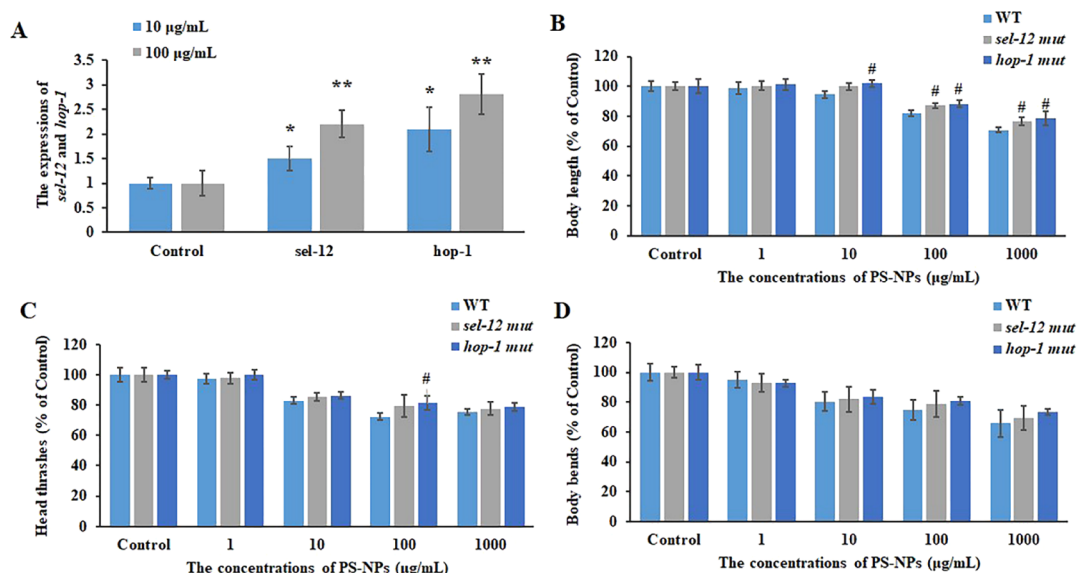 A
10 µg/mL
100 µg/mL
The expressions of
sel-12 and hop-1
3.5
3
2.5
2
1.5
1
0.5
0
*
**
*
**
Control
sel-12
hop-1
B
WT
sel-12 mut
hop-1 mut
Body length (% of Control)
120
100
80
60
40
20
0
#
# #
# #
Control
1
10
100
1000
The concentrations of PS-NPs (µg/mL)
C
WT
sel-12 mut
hop-1 mut
Head thrashes (% of Control)
120
100
80
60
40
20
0
#
Control
1
10
100
1000
The concentrations of PS-NPs (µg/mL)
D
WT
sel-12 mut
hop-1 mut
Body bends (% of Control)
120
100
80
60
40
20
0
Control
1
10
100
1000
The concentrations of PS-NPs (µg/mL)